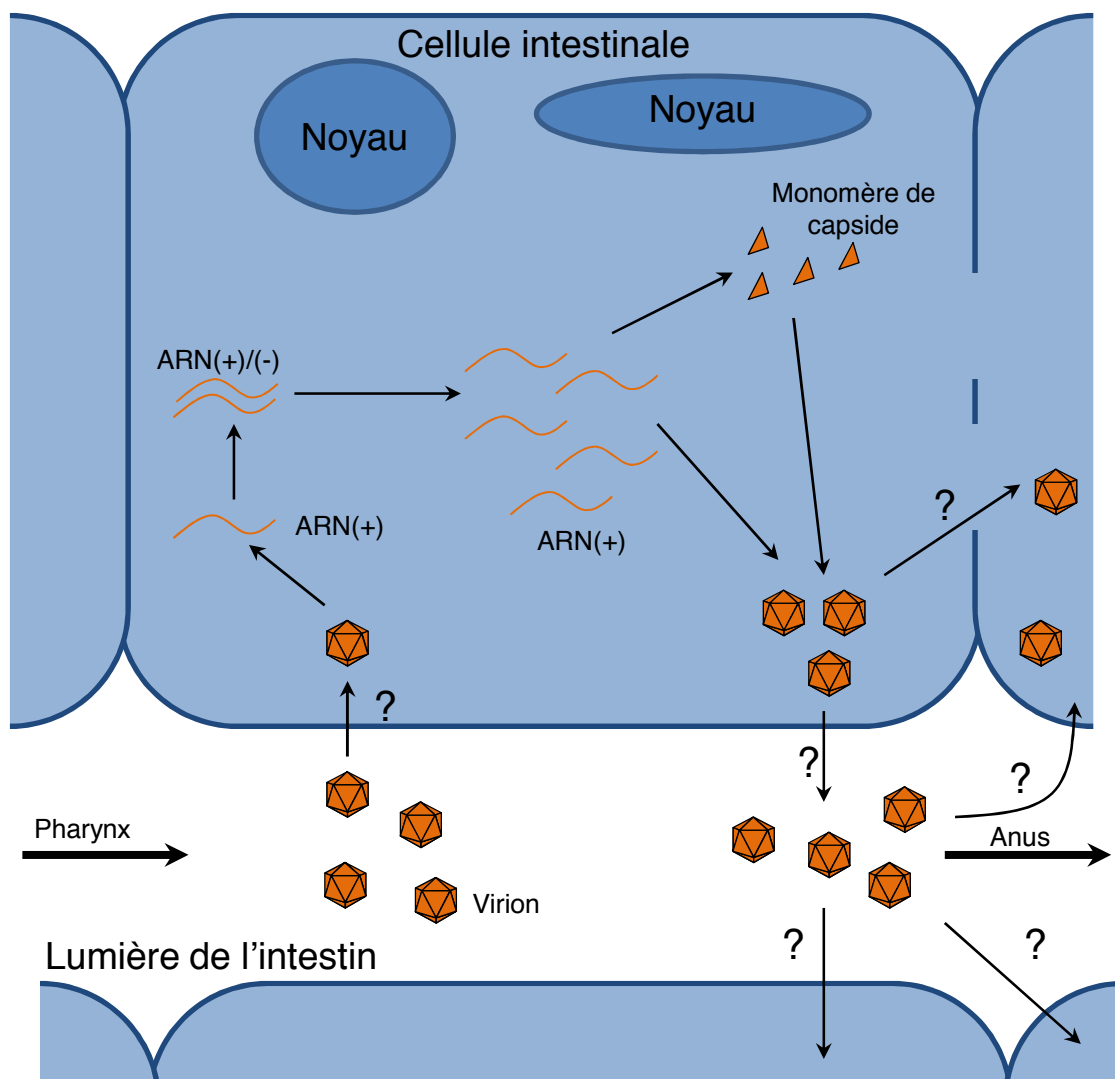 Cellule intestinale
Noyau
Noyau
Monomère de
capside
ARN(+)/(-)
ARN(+)
ARN(+)
?
?
?
?
Pharynx
Virion
Anus
?
?
Lumière de l'intestin